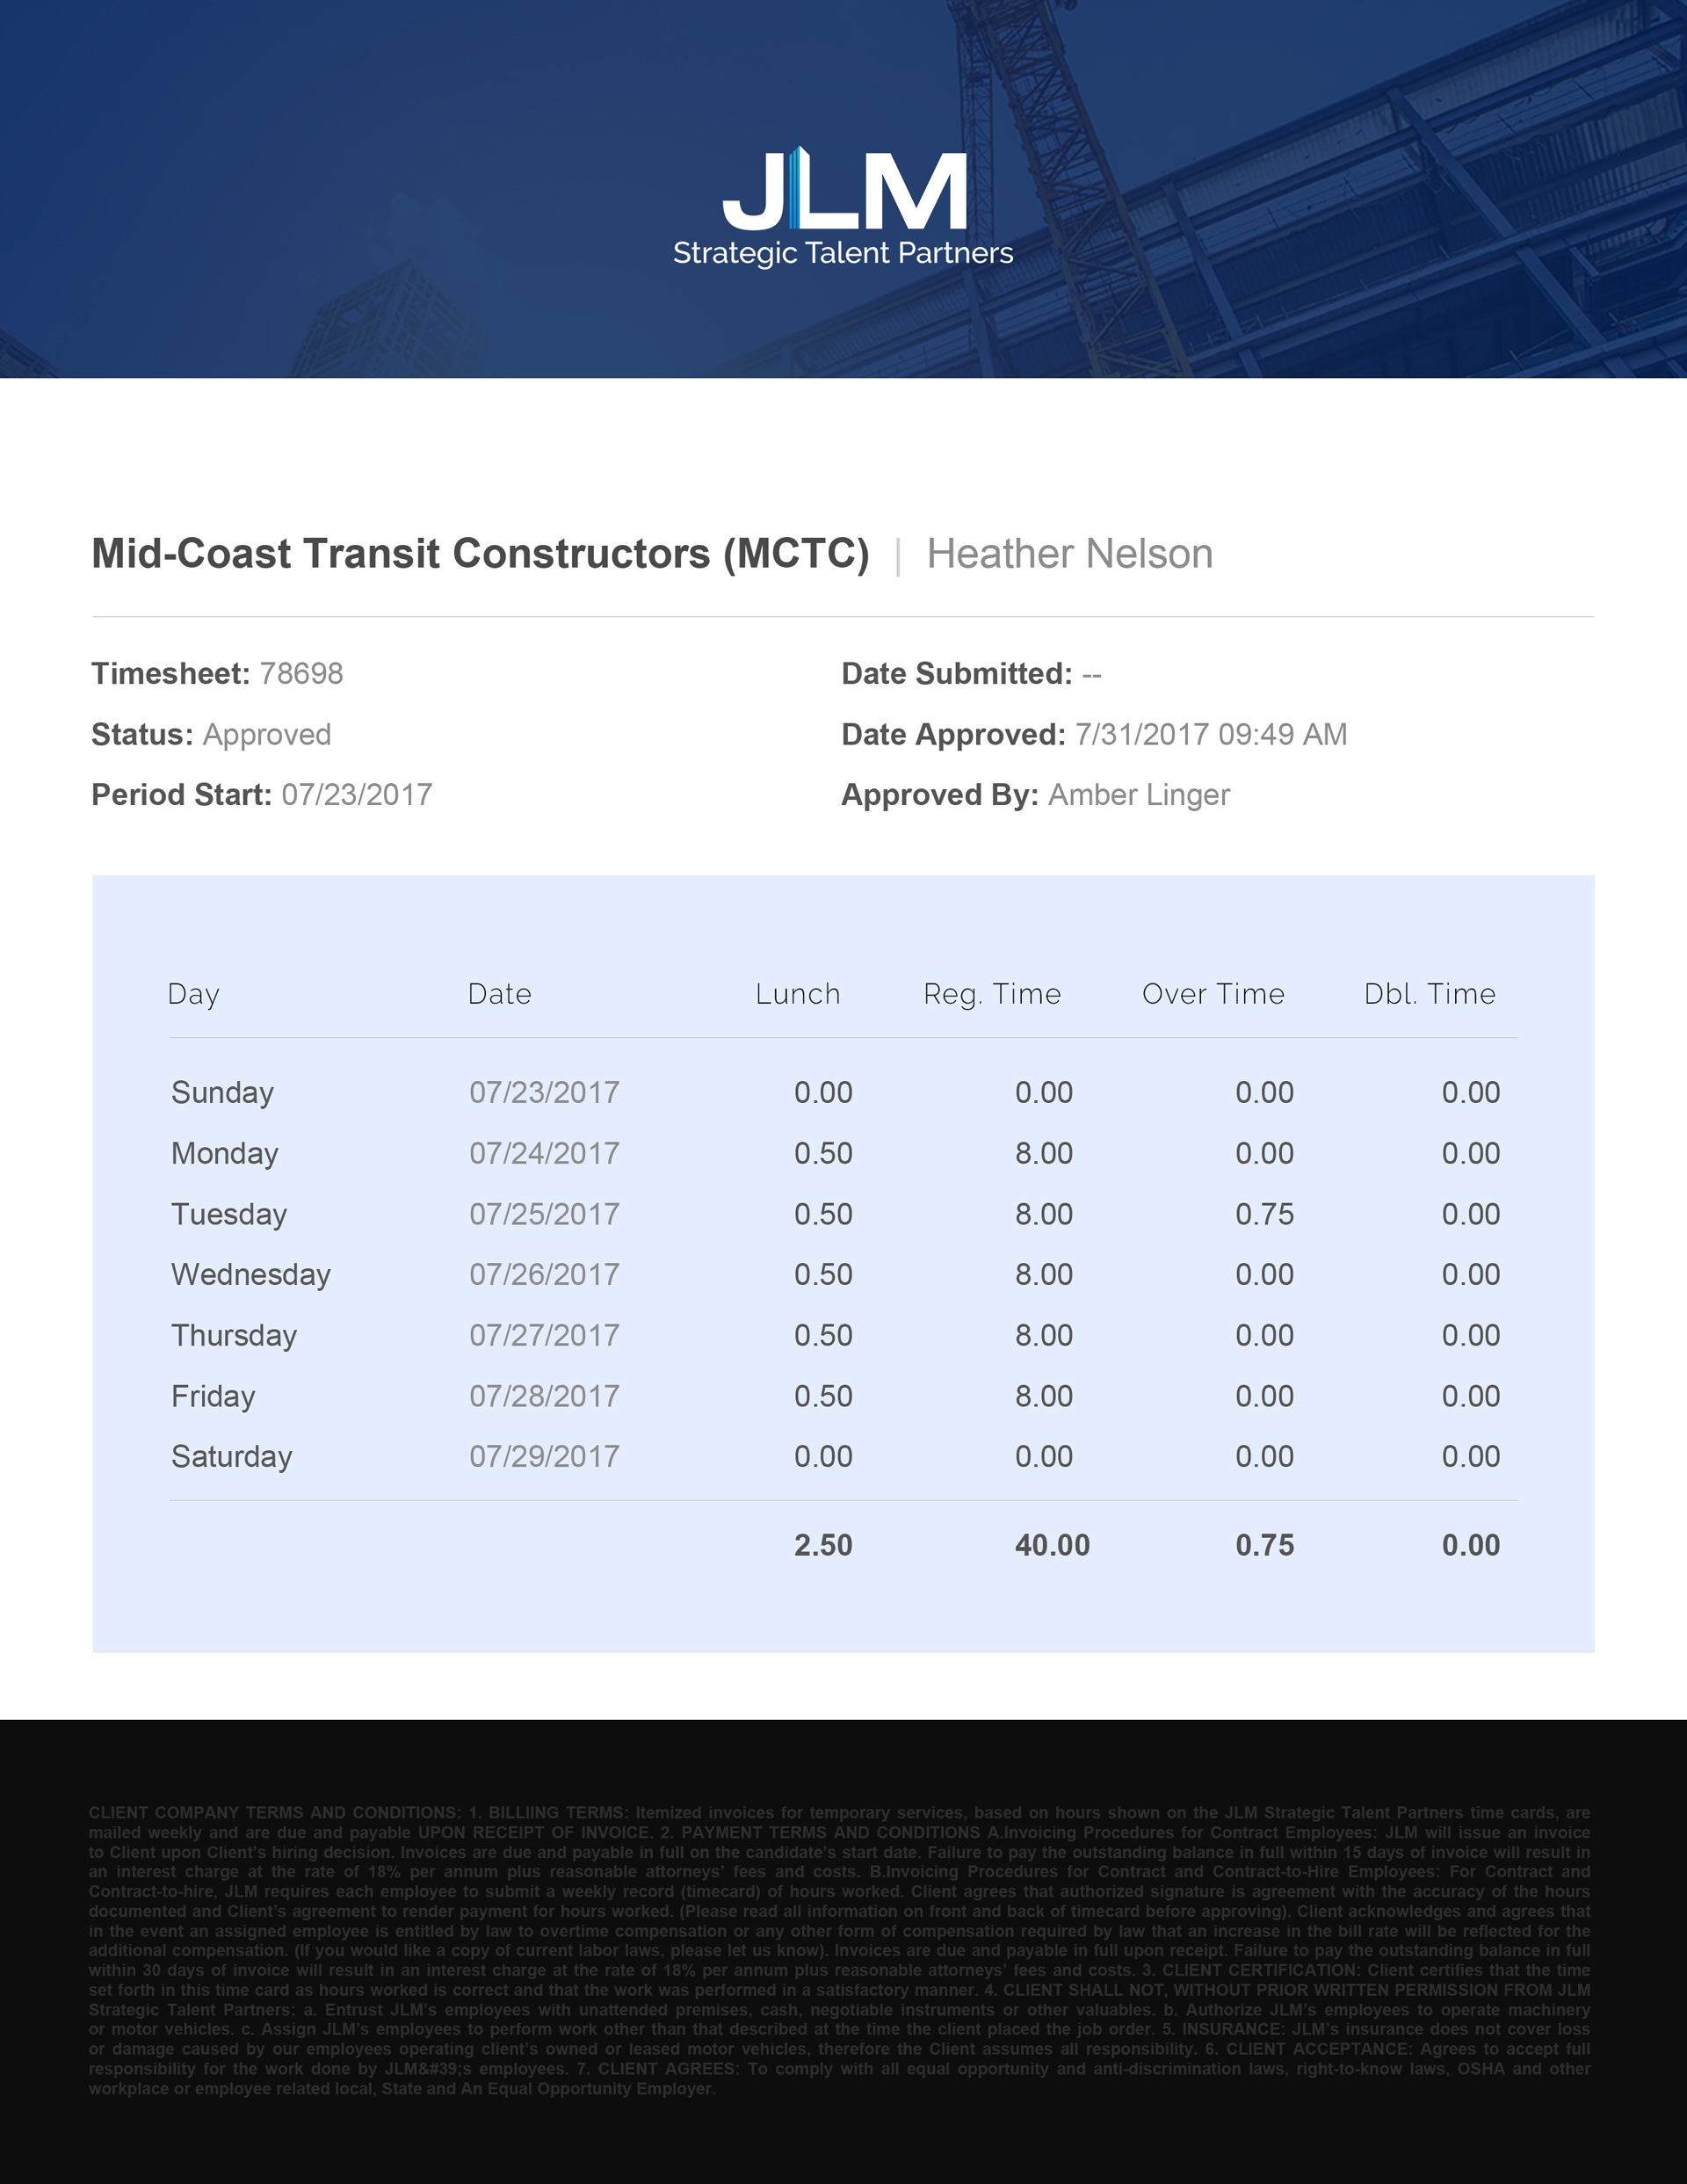 JLM
Strategic Talent Partners
Mid-Coast Transit Constructors (MCTC) | Heather Nelson
Timesheet: 78698
Date Submitted: --
Status: Approved
Date Approved: 7/31/2017 09:49 AM
Period Start: 07/23/2017
Approved By: Amber Linger
Day Date Lunch Reg. Time Over Time Dbl. Time
Sunday 07/23/2017 0.00 0.00 0.00 0.00
Monday 07/24/2017 0.50 8.00 0.00 0.00
Tuesday 07/25/2017 0.50 8.00 0.75 0.00
Wednesday 07/26/2017 0.50 8.00 0.00 0.00
Thursday 07/27/2017 0.50 8.00 0.00 0.00
Friday 07/28/2017 0.50 8.00 0.00 0.00
Saturday 07/29/2017 0.00 0.00 0.00 0.00
2.50 40.00 0.75 0.00
CLIENT COMPANY TERMS AND CONDITIONS: 1. BILLIING TERMS: Itemized invoices for temporary services, based on hours shown on the JLM Strategic Talent Partners time cards, are
mailed weekly and are due and payable UPON RECEIPT OF INVOICE. 2. PAYMENT TERMS AND CONDITIONS A.Invoicing Procedures for Contract Employees: JLM will issue an invoice
to Client upon Client’s hiring decision. Invoices are due and payable in full on the candidate’s start date. Failure to pay the outstanding balance in full within 15 days of invoice will result in
an interest charge at the rate of 18% per annum plus reasonable attorneys’ fees and costs. B.Invoicing Procedures for Contract and Contract-to-Hire Employees: For Contract and
Contract-to-hire, JLM requires each employee to submit a weekly record (timecard) of hours worked. Client agrees that authorized signature is agreement with the accuracy of the hours
documented and Client’s agreement to render payment for hours worked. (Please read all information on front and back of timecard before approving). Client acknowledges and agrees that
in the event an assigned employee is entitled by law to overtime compensation or any other form of compensation required by law that an increase in the bill rate will be reflected for the
additional compensation. (If you would like a copy of current labor laws, please let us know). Invoices are due and payable in full upon receipt. Failure to pay the outstanding balance in full
within 30 days of invoice will result in an interest charge at the rate of 18% per annum plus reasonable attorneys’ fees and costs. 3. CLIENT CERTIFICATION: Client certifies that the time
set forth in this time card as hours worked is correct and that the work was performed in a satisfactory manner. 4. CLIENT SHALL NOT, WITHOUT PRIOR WRITTEN PERMISSION FROM JLM
Strategic Talent Partners: a. Entrust JLM’s employees with unattended premises, cash, negotiable instruments or other valuables. b. Authorize JLM’s employees to operate machinery
or motor vehicles. c. Assign JLM’s employees to perform work other than that described at the time the client placed the job order. 5. INSURANCE: JLM’s insurance does not cover loss
or damage caused by our employees operating client’s owned or leased motor vehicles, therefore the Client assumes all responsibility. 6. CLIENT ACCEPTANCE: Agrees to accept full
responsibility for the work done by JLM&#39;s employees. 7. CLIENT AGREES: To comply with all equal opportunity and anti-discrimination laws, right-to-know laws, OSHA and other
workplace or employee related local, State and An Equal Opportunity Employer.